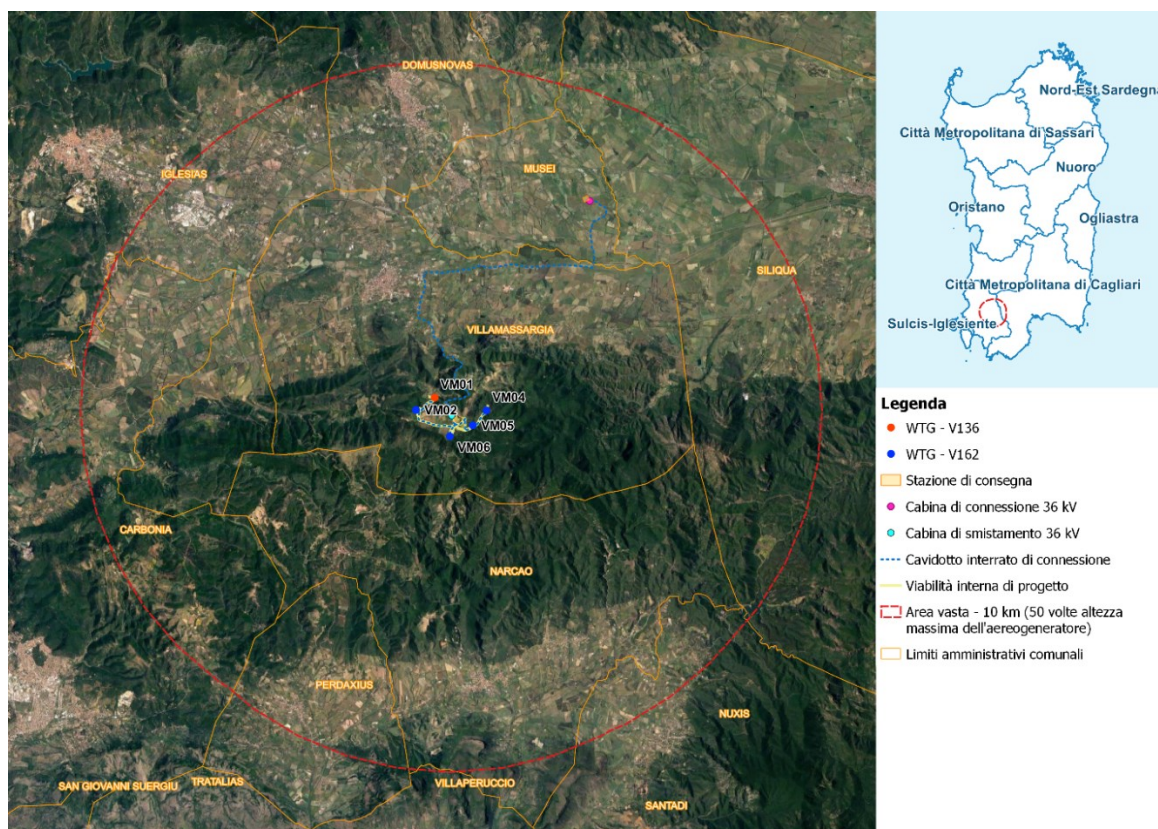 DOMUSNOVAS
IGLESIAS
MUSEI
SILIQUA
VILLAMASSARGIA
VM01
VM04
VM02
VM05
VM06
CARBONIA
NARCAO
PERDAXIUS
NUXIS
SAN GIOVANNI SUERGIU
TRATALIAS
VILLAPERUCCIO
SANTADI
Nord-Est Sardegna
Città Metropolitana di Sassari
Nuoro
Oristano
Ogliastra
Città Metropolitana di Cagliari
Sulcis-Iglesiente
Legenda
WTG - V136
WTG - V162
Stazione di consegna
Cabina di connessione 36 kV
Cabina di smistamento 36 kV
Cavidotto interrato di connessione
Viabilità interna di progetto
Area vasta - 10 km (50 volte altezza
massima dell'aereogeneratore)
Limiti amministrativi comunali